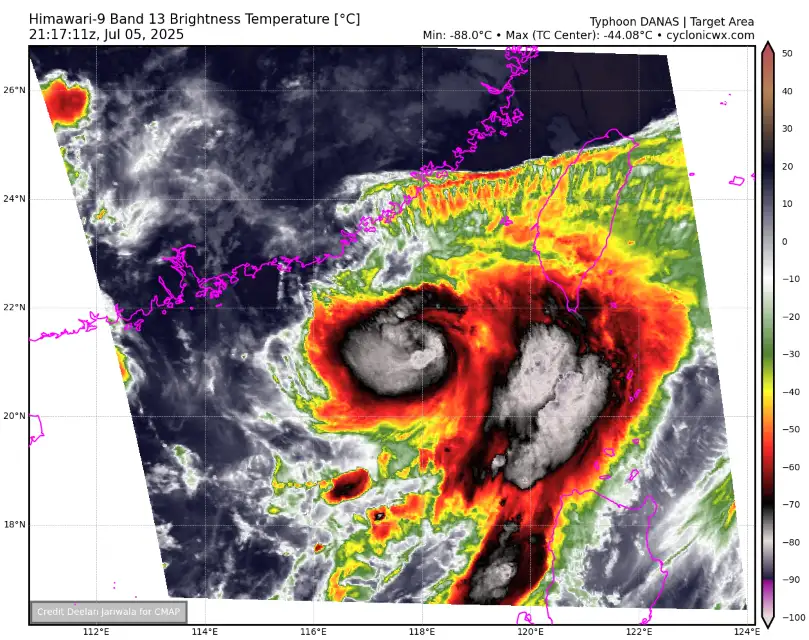 Himawari-9 Band 13 Brightness Temperature [°C]
21:17:11z, Jul 05, 2025
Typhoon DANAS | Target Area
Min: -88.0°C • Max (TC Center): -44.08°C • cyclonicwx.com
26°N
24°N
22°N
20°N
18°N
112°E
114°E
116°E
118°E
120°E
122°E
124°E
50
40
30
20
10
0
−10
−20
−30
−40
−50
−60
−70
−80
−90
−100
Credit Deelan Jariwala for CMAP